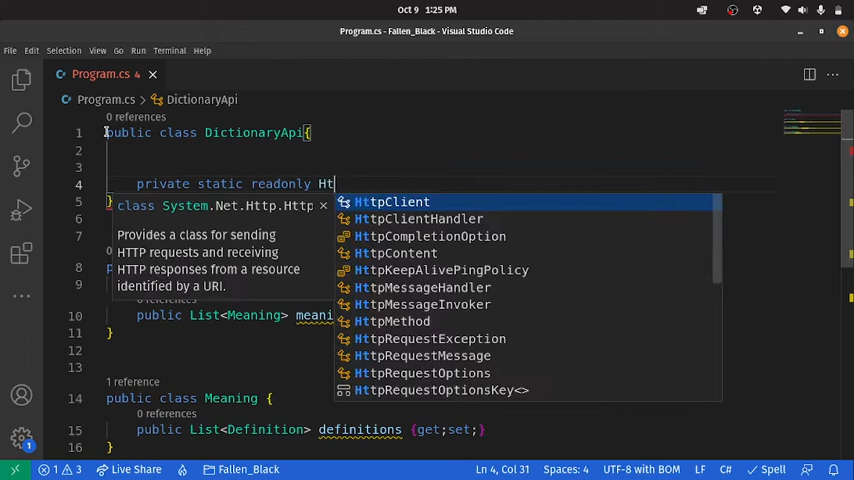 Oct 9 1:25 PM
Program.cs - Fallen_Black - Visual Studio Code
File Edit Selection View Go Run Terminal Help
Program.cs 4
Program.cs > DictionaryApi
0 references
1 public class DictionaryApi{
2
3
4 private static readonly Ht
5 }
class System.Net.Http.Http
Provides a class for sending
HTTP requests and receiving
HTTP responses from a resource
identified by a URI.
HttpClient
HttpClientHandler
HttpCompletionOption
HttpContent
HttpKeepAlivePingPolicy
HttpMessageHandler
HttpMessageInvoker
HttpMethod
HttpRequestException
HttpRequestMessage
HttpRequestOptions
HttpRequestOptionsKey<>
6
7
8
9
10 public List<Meaning> meani
11 }
12
13
1 reference
14 public class Meaning {
0 references
15 public List<Definition> definitions {get;set;}
16 }
1
1 3 Live Share Fallen_Black Ln 4, Col 31 Spaces: 4 UTF-8 with BOM LF C# Spell